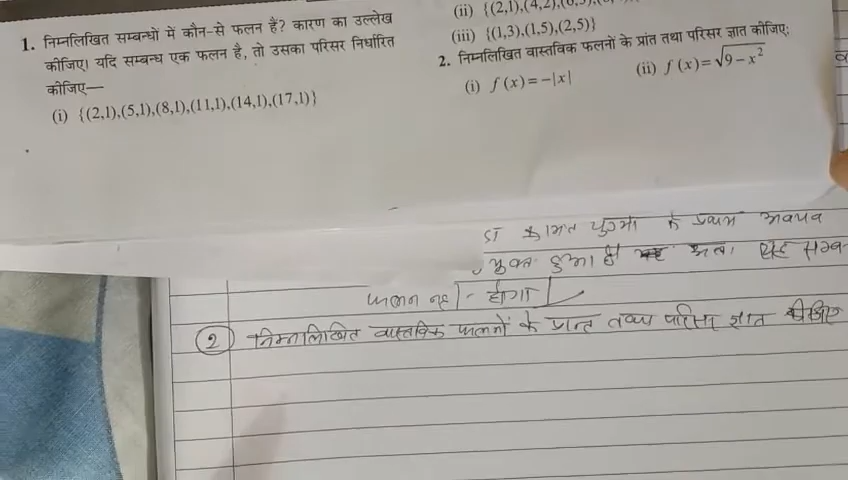 1. निम्नलिखित सम्बन्धों में कौन-से फलन है? कारण का उल्लेख
कीजिए। यदि सम्बन्ध एक फलन है, तो उसका परिसर निर्धारित
कीजिए—
(i) {(2,1),(5,1),(8,1),(11,1),(14,1),(17,1)}
(ii) {(2,1),(4,2),
(iii) {(1,3),(1,5),(2,5)}
2. निम्नलिखित वास्तविक फलनों के प्रांत तथा परिसर ज्ञात कीजिए:
(i) f(x)=−|x| (ii) f(x)=√9−x²
के प्रथम अवयव
हुआ है
फलन नही होगा
2 निम्नलिखित वास्तविक फलनों के प्रान्त तथा परिसर ज्ञात कीजिए